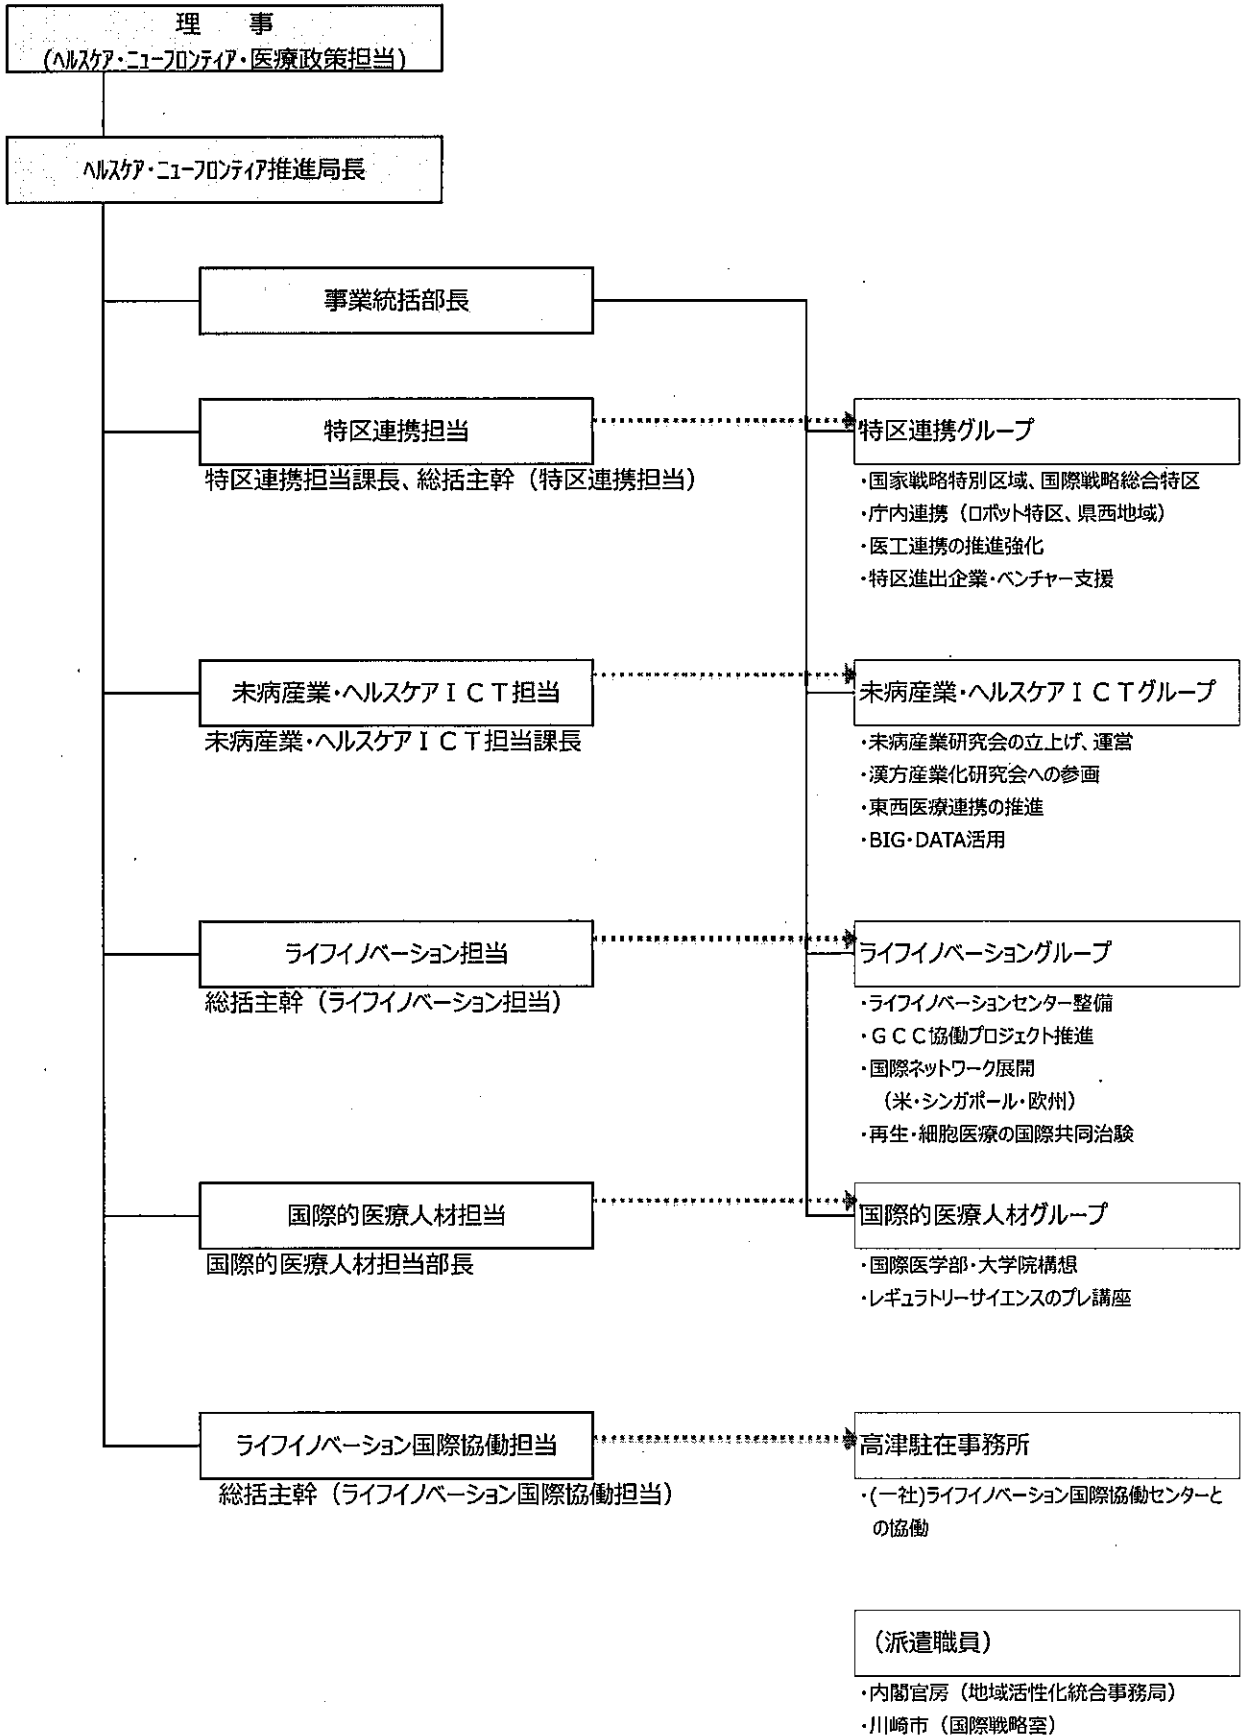 理　事
(ヘルスケア・ニューフロンティア・医療政策担当)
ヘルスケア・ニューフロンティア推進局長
事業統括部長
特区連携担当
特区連携担当課長、総括主幹（特区連携担当）
特区連携グループ
・国家戦略特別区域、国際戦略総合特区
・庁内連携（ロボット特区、県西地域）
・医工連携の推進強化
・特区進出企業・ベンチャー支援
未病産業・ヘルスケアＩＣＴ担当
未病産業・ヘルスケアＩＣＴ担当課長
未病産業・ヘルスケアＩＣＴグループ
・未病産業研究会の立上げ、運営
・漢方産業化研究会への参画
・東西医療連携の推進
・BIG・DATA活用
ライフイノベーション担当
総括主幹（ライフイノベーション担当）
ライフイノベーショングループ
・ライフイノベーションセンター整備
・ＧＣＣ協働プロジェクト推進
・国際ネットワーク展開
（米・シンガポール・欧州）
・再生・細胞医療の国際共同治験
国際的医療人材担当
国際的医療人材担当部長
国際的医療人材グループ
・国際医学部・大学院構想
・レギュラトリーサイエンスのプレ講座
ライフイノベーション国際協働担当
総括主幹（ライフイノベーション国際協働担当）
高津駐在事務所
・(一社)ライフイノベーション国際協働センターと
の協働
（派遣職員）
・内閣官房（地域活性化統合事務局）
・川崎市（国際戦略室）